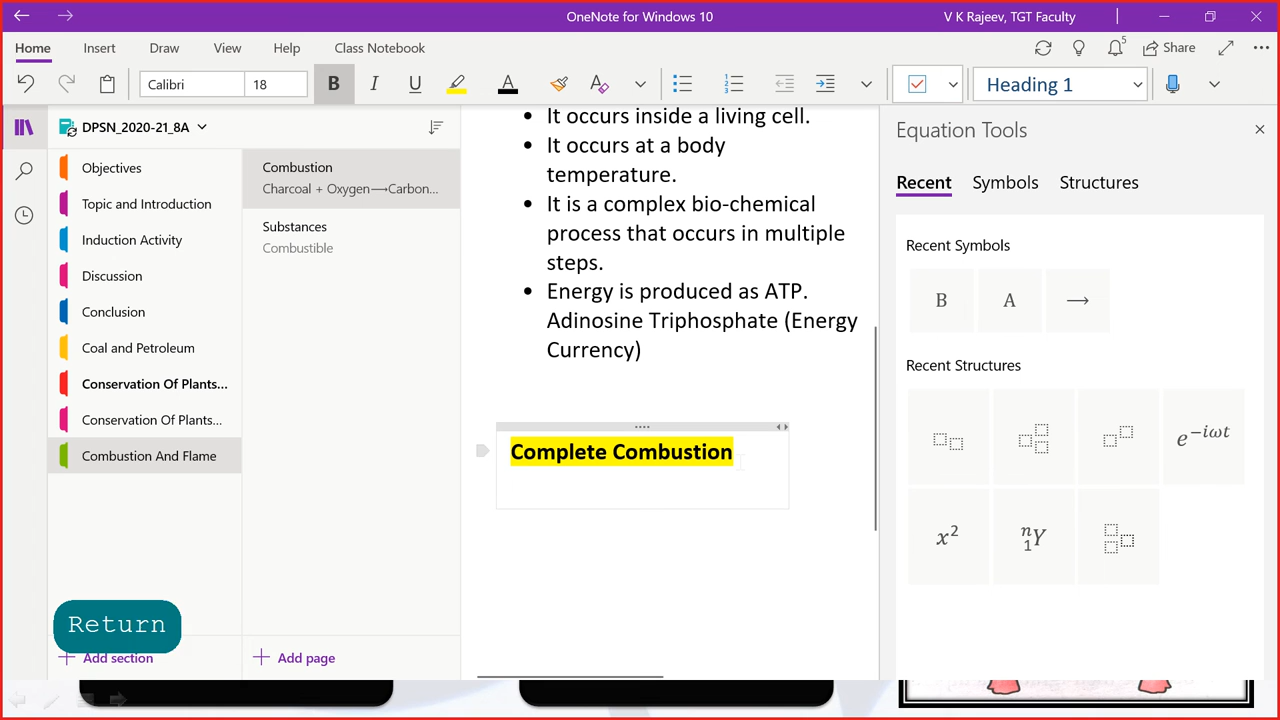 OneNote for Windows 10
V K Rajeev, TGT Faculty
Home Insert Draw View Help Class Notebook
5 Share
Calibri 18 B I U A A Heading 1
DPSN_2020-21_8A
Objectives
Topic and Introduction
Induction Activity
Discussion
Conclusion
Coal and Petroleum
Conservation Of Plants...
Conservation Of Plants...
Combustion And Flame
Return
Add section
Combustion
Charcoal + Oxygen⟶Carbon...
Substances
Combustible
Add page
• It occurs inside a living cell.
• It occurs at a body
temperature.
• It is a complex bio-chemical
process that occurs in multiple
steps.
• Energy is produced as ATP.
Adinosine Triphosphate (Energy
Currency)
Complete Combustion
Equation Tools
Recent Symbols Structures
Recent Symbols
B A →
Recent Structures
e^{-iωt}
x² ⁿ₁Y